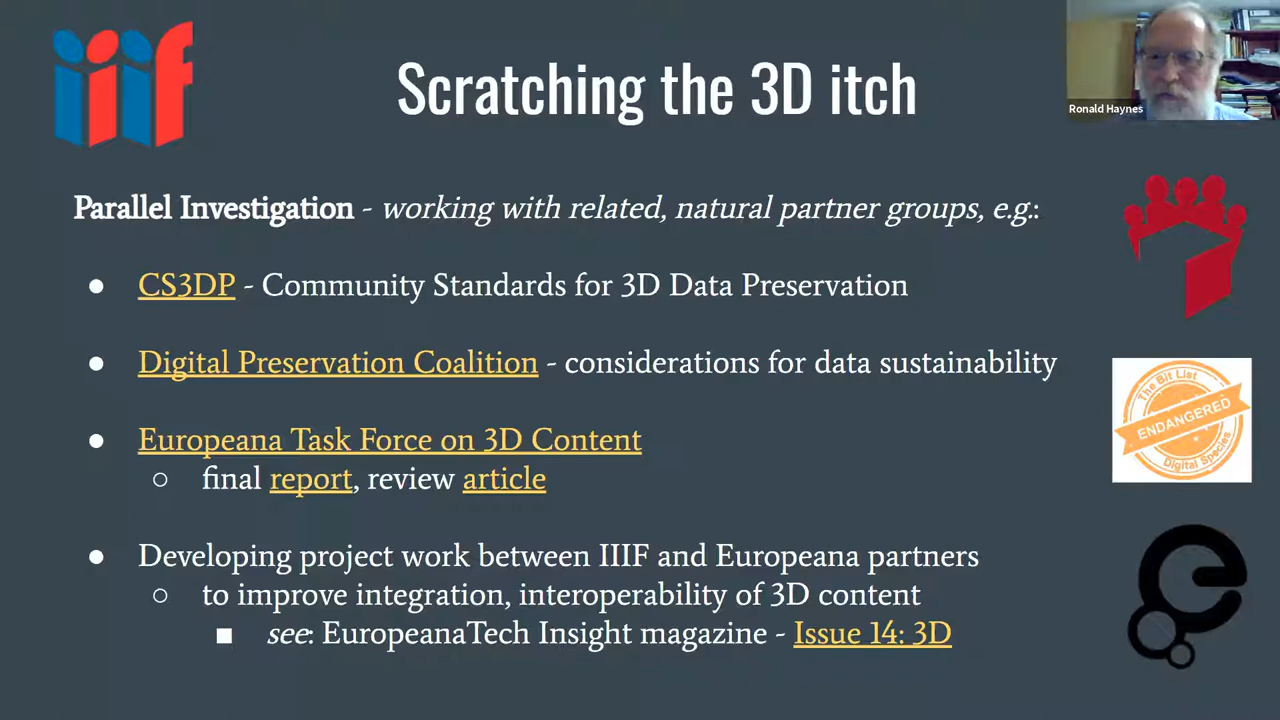 iiif
Scratching the 3D itch
Ronald Haynes
Parallel Investigation - working with related, natural partner groups, e.g.:
● CS3DP - Community Standards for 3D Data Preservation
● Digital Preservation Coalition - considerations for data sustainability
The Bit List
ENDANGERED
Digital Species
● Europeana Task Force on 3D Content
○ final report, review article
● Developing project work between IIIF and Europeana partners
○ to improve integration, interoperability of 3D content
■ see: EuropeanaTech Insight magazine - Issue 14: 3D
e